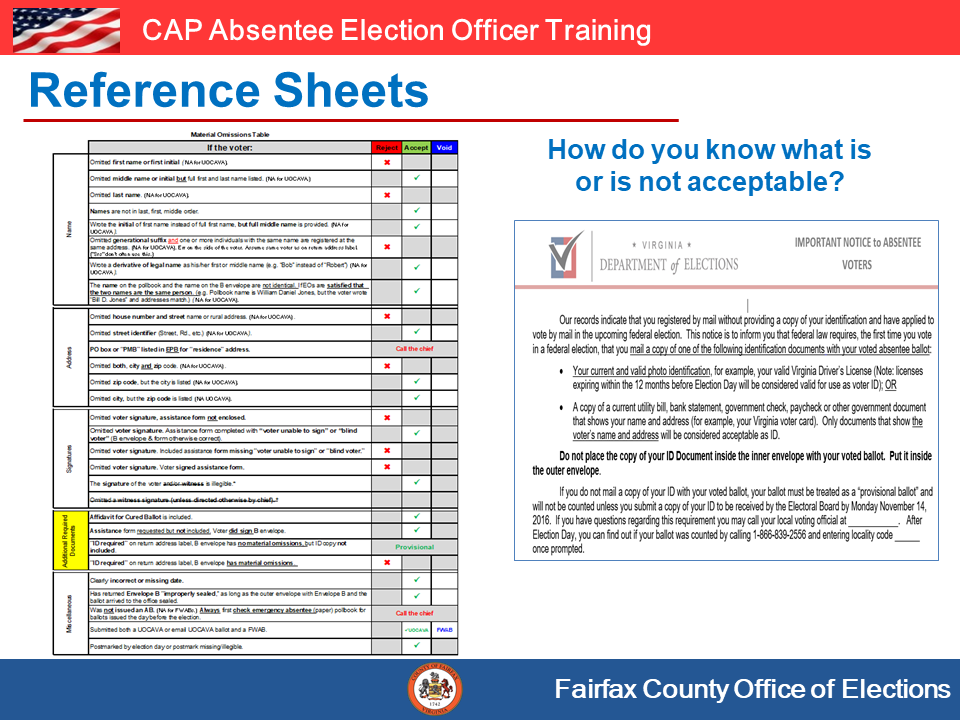 CAP Absentee Election Officer Training
Reference Sheets
Material Omissions Table
If the voter: Reject Accept Void
Name
Omitted first name or first initial (NA for UOCAVA). ✖
Omitted middle name or initial but full first and last name listed. (NA for UOCAVA.) ✓
Omitted last name. (NA for UOCAVA). ✖
Names are not in last, first, middle order. ✓
Wrote the initial of first name instead of full first name, but full middle name is provided. (NA for
UOCAVA.) ✓
Omitted generational suffix and one or more individuals with the same name are registered at the
same address. (NA for UOCAVA). Err on the side of the voter. Assume same voter as on return address label.
("Srs" don't often use this.) ✖
Wrote a derivative of legal name as his/her first or middle name (e.g. "Bob" instead of "Robert") (NA for
UOCAVA.) ✓
The name on the pollbook and the name on the B envelope are not identical. If EOs are satisfied that
the two names are the same person. (e.g. Pollbook name is William Daniel Jones, but the voter wrote
"Bill D. Jones" and addresses match.) (NA for UOCAVA). ✓
Address
Omitted house number and street name or rural address. (NA for UOCAVA). ✖
Omitted street identifier (Street, Rd., etc.) (NA for UOCAVA). ✓
PO box or "PMB" listed in EPB for "residence" address. Call the chief
Omitted both, city and zip code. (NA for UOCAVA). ✖
Omitted zip code, but the city is listed (NA for UOCAVA). ✓
Omitted city, but the zip code is listed (NA UOCAVA). ✓
Signatures
Omitted voter signature, assistance form not enclosed. ✖
Omitted voter signature. Assistance form completed with "voter unable to sign" or "blind
voter" (B envelope & form otherwise correct). ✓
Omitted voter signature. Included assistance form missing "voter unable to sign" or "blind voter." ✖
Omitted voter signature. Voter signed assistance form. ✖
The signature of the voter and/or witness is illegible.* ✓
Omitted a witness signature (unless directed otherwise by chief).†
Additional Required
Documents
Affidavit for Cured Ballot is included. ✓
Assistance form requested but not included. Voter did sign B envelope. ✓
"ID required" on return address label, B envelope has no material omissions, but ID copy not
included. Provisional
"ID required" on return address label, B envelope has material omissions. ✖
Miscellaneous
Clearly incorrect or missing date. ✓
Has returned Envelope B "improperly sealed," as long as the outer envelope with Envelope B and the
ballot arrived to the office sealed. ✓
Was not issued an AB. (NA for FWABs.) Always first check emergency absentee (paper) pollbook for
ballots issued the day before the election. Call the chief
Submitted both a UOCAVA or email UOCAVA ballot and a FWAB. ✓UOCAVA FWAB
Postmarked by election day or postmark missing/illegible. ✓
How do you know what is
or is not acceptable?
★ VIRGINIA ★
DEPARTMENT of ELECTIONS
IMPORTANT NOTICE to ABSENTEE
VOTERS
Our records indicate that you registered by mail without providing a copy of your identification and have applied to
vote by mail in the upcoming federal election. This notice is to inform you that federal law requires, the first time you vote
in a federal election, that you mail a copy of one of the following identification documents with your voted absentee ballot:
• Your current and valid photo identification, for example, your valid Virginia Driver's License (Note: licenses
expiring within the 12 months before Election Day will be considered valid for use as voter ID); OR
• A copy of a current utility bill, bank statement, government check, paycheck or other government document
that shows your name and address (for example, your Virginia voter card). Only documents that show the
voter's name and address will be considered acceptable as ID.
Do not place the copy of your ID Document inside the inner envelope with your voted ballot. Put it inside
the outer envelope.
If you do not mail a copy of your ID with your voted ballot, your ballot must be treated as a "provisional ballot" and
will not be counted unless you submit a copy of your ID to be received by the Electoral Board by Monday November 14,
2016. If you have questions regarding this requirement you may call your local voting official at __________. After
Election Day, you can find out if your ballot was counted by calling 1-866-839-2556 and entering locality code _____
once prompted.
COUNTY OF FAIRFAX
VIRGINIA
1742
Fairfax County Office of Elections